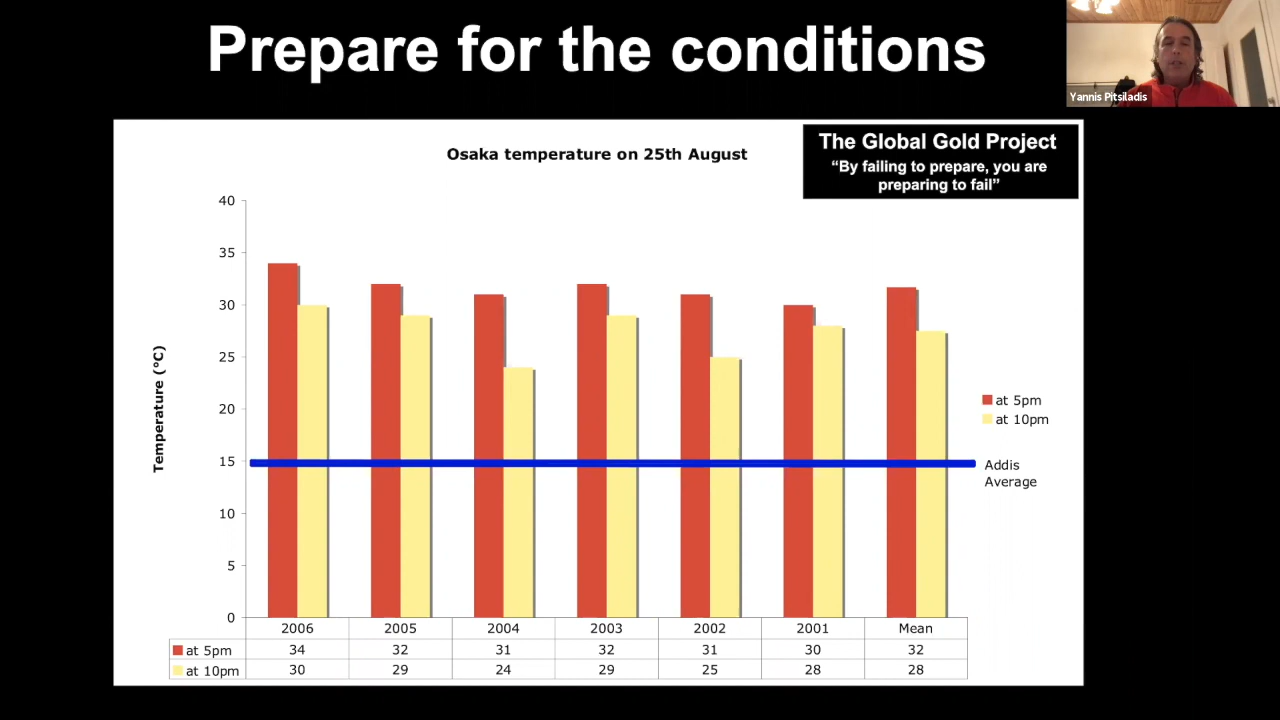 Prepare for the conditions
Yannis Pitsiladis
The Global Gold Project
“By failing to prepare, you are
preparing to fail”
Osaka temperature on 25th August
Temperature (°C)
40
35
30
25
20
15
10
5
0
at 5pm
at 10pm
Addis
Average
2006 2005 2004 2003 2002 2001 Mean
at 5pm 34 32 31 32 31 30 32
at 10pm 30 29 24 29 25 28 28